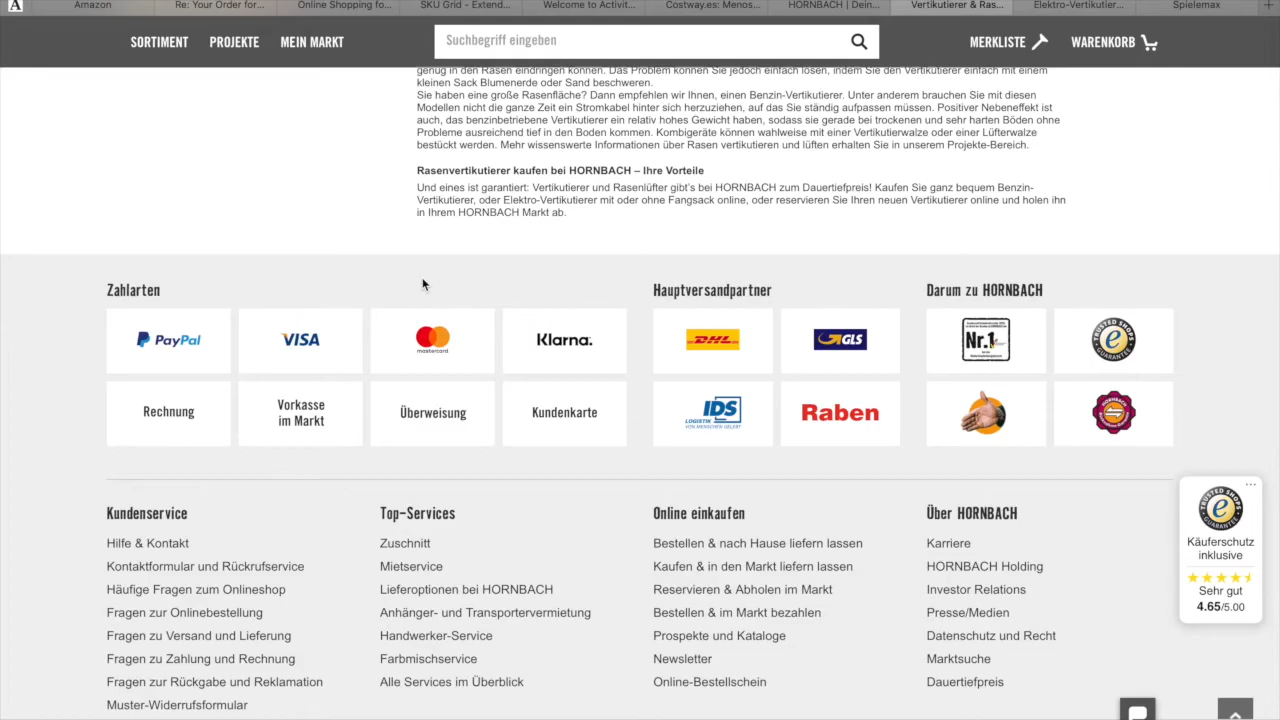 A
Amazon
Re: Your Order for...
Online Shopping fo...
SKU Grid - Extend...
Welcome to Activit...
Costway.es: Menos...
HORNBACH | Dein...
Vertikutierer & Ras...
Elektro-Vertikutier...
Spielemax
SORTIMENT
PROJEKTE
MEIN MARKT
Suchbegriff eingeben
MERKLISTE
WARENKORB
genug in den Rasen eindringen können. Das Problem können Sie jedoch einfach lösen, indem Sie den Vertikutierer einfach mit einem
kleinen Sack Blumenerde oder Sand beschweren.
Sie haben eine große Rasenfläche? Dann empfehlen wir Ihnen, einen Benzin-Vertikutierer. Unter anderem brauchen Sie mit diesen
Modellen nicht die ganze Zeit ein Stromkabel hinter sich herzuziehen, auf das Sie ständig aufpassen müssen. Positiver Nebeneffekt ist
auch, das benzinbetriebene Vertikutierer ein relativ hohes Gewicht haben, sodass sie gerade bei trockenen und sehr harten Böden ohne
Probleme ausreichend tief in den Boden kommen. Kombigeräte können wahlweise mit einer Vertikutierwalze oder einer Lüfterwalze
bestückt werden. Mehr wissenswerte Informationen über Rasen vertikutieren und lüften erhalten Sie in unserem Projekte-Bereich.
Rasenvertikutierer kaufen bei HORNBACH – Ihre Vorteile
Und eines ist garantiert: Vertikutierer und Rasenlüfter gibt's bei HORNBACH zum Dauertiefpreis! Kaufen Sie ganz bequem Benzin-
Vertikutierer, oder Elektro-Vertikutierer mit oder ohne Fangsack online, oder reservieren Sie Ihren neuen Vertikutierer online und holen ihn
in Ihrem HORNBACH Markt ab.
Zahlarten
PayPal
VISA
mastercard
Klarna.
Rechnung
Vorkasse
im Markt
Überweisung
Kundenkarte
Hauptversandpartner
DHL
GLS
IDS
LOGISTIK
VON MENSCHEN GELEBT
Raben
Darum zu HORNBACH
Nr.1
TRUSTED SHOPS
e
GUARANTEE
HORNBACH
Kundenservice
Hilfe & Kontakt
Kontaktformular und Rückrufservice
Häufige Fragen zum Onlineshop
Fragen zur Onlinebestellung
Fragen zu Versand und Lieferung
Fragen zu Zahlung und Rechnung
Fragen zur Rückgabe und Reklamation
Muster-Widerrufsformular
Top-Services
Zuschnitt
Mietservice
Lieferoptionen bei HORNBACH
Anhänger- und Transportervermietung
Handwerker-Service
Farbmischservice
Alle Services im Überblick
Online einkaufen
Bestellen & nach Hause liefern lassen
Kaufen & in den Markt liefern lassen
Reservieren & Abholen im Markt
Bestellen & im Markt bezahlen
Prospekte und Kataloge
Newsletter
Online-Bestellschein
Über HORNBACH
Karriere
HORNBACH Holding
Investor Relations
Presse/Medien
Datenschutz und Recht
Marktsuche
Dauertiefpreis
TRUSTED SHOPS
e
GUARANTEE
Käuferschutz
inklusive
Sehr gut
4.65/5.00